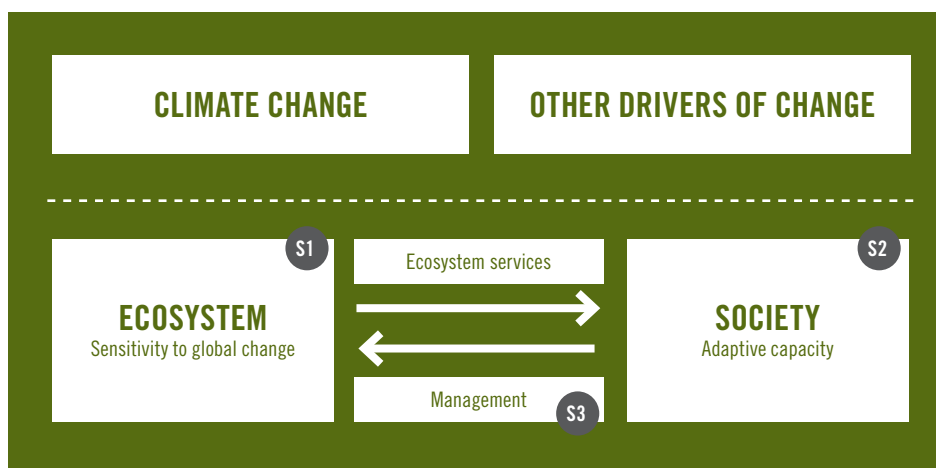 CLIMATE CHANGE
OTHER DRIVERS OF CHANGE
S1
ECOSYSTEM
Sensitivity to global change
Ecosystem services
Management
S3
S2
SOCIETY
Adaptive capacity